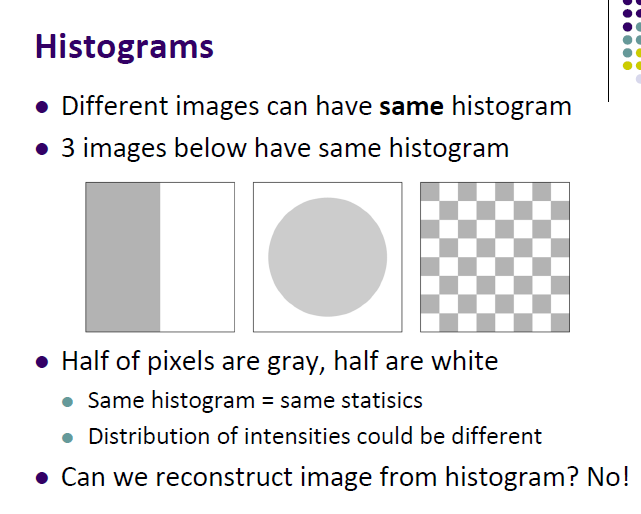 Histograms
Different images can have same histogram
3 images below have same histogram
Half of pixels are gray, half are white
Same histogram = same statisics
Distribution of intensities could be different
Can we reconstruct image from histogram? No!